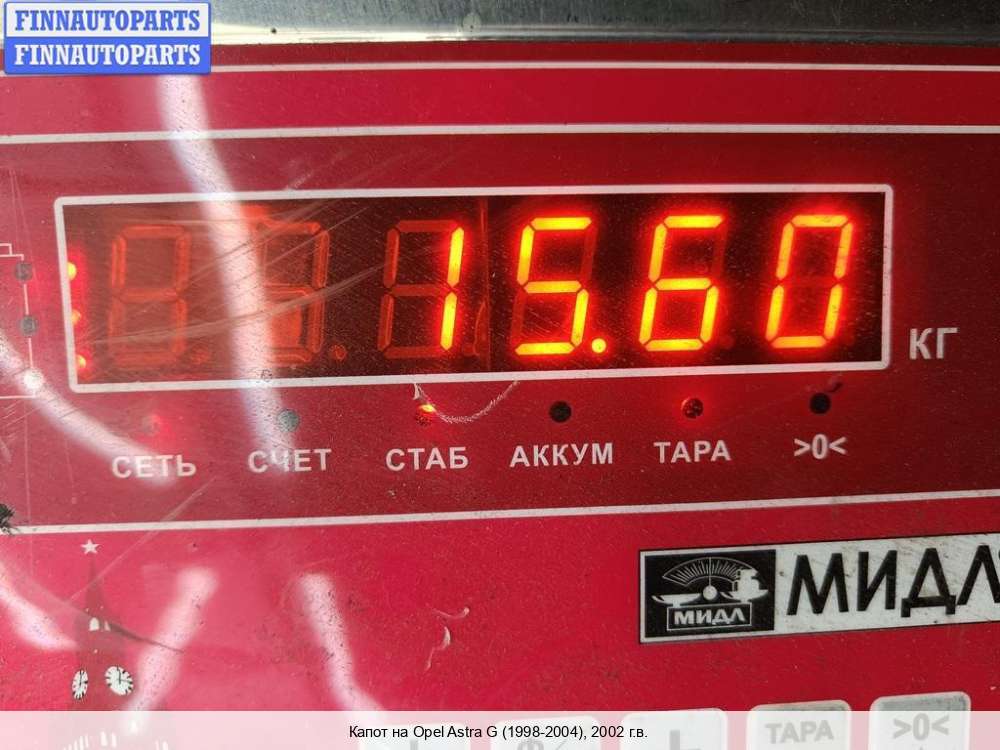 FINNAUTOPARTS
FINNAUTOPARTS
15.60
КГ
СЕТЬ СЧЕТ СТАБ АККУМ ТАРА >0<
МИДЛ
МИДЛ
ТАРА >0<
Капот на Opel Astra G (1998-2004), 2002 г.в.